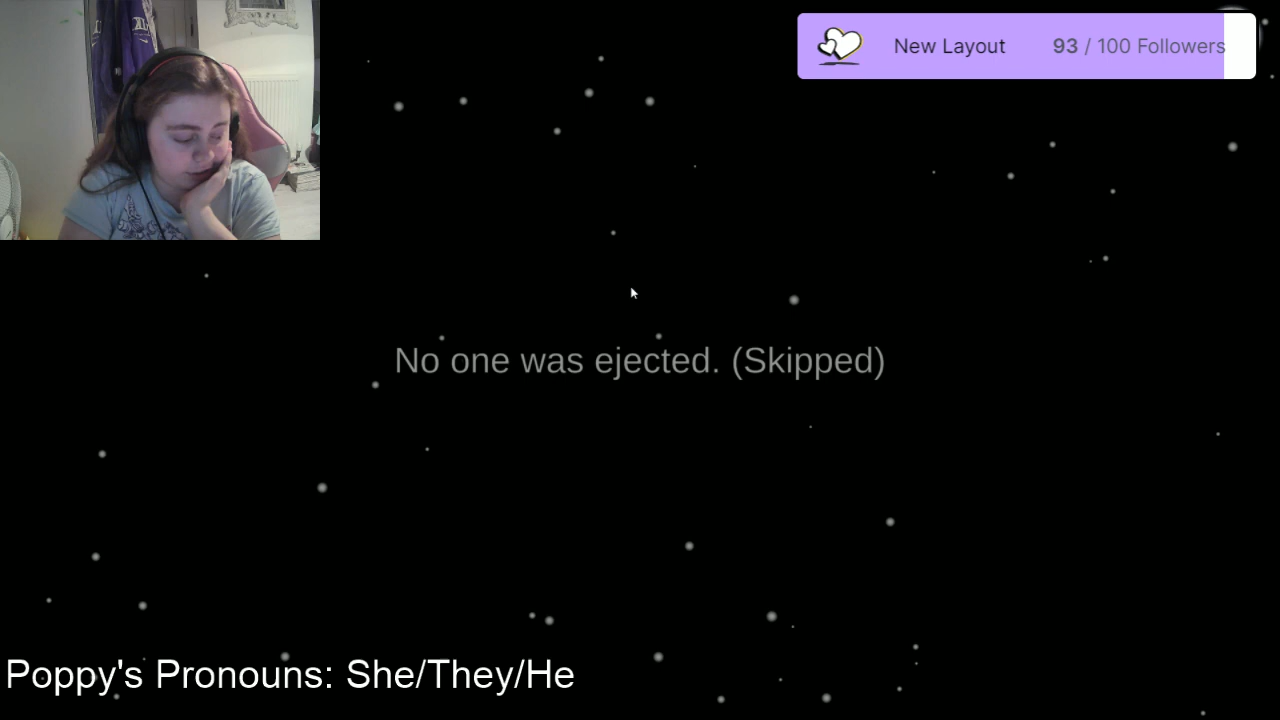 New Layout 93 / 100 Followers
No one was ejected. (Skipped)
Poppy's Pronouns: She/They/He